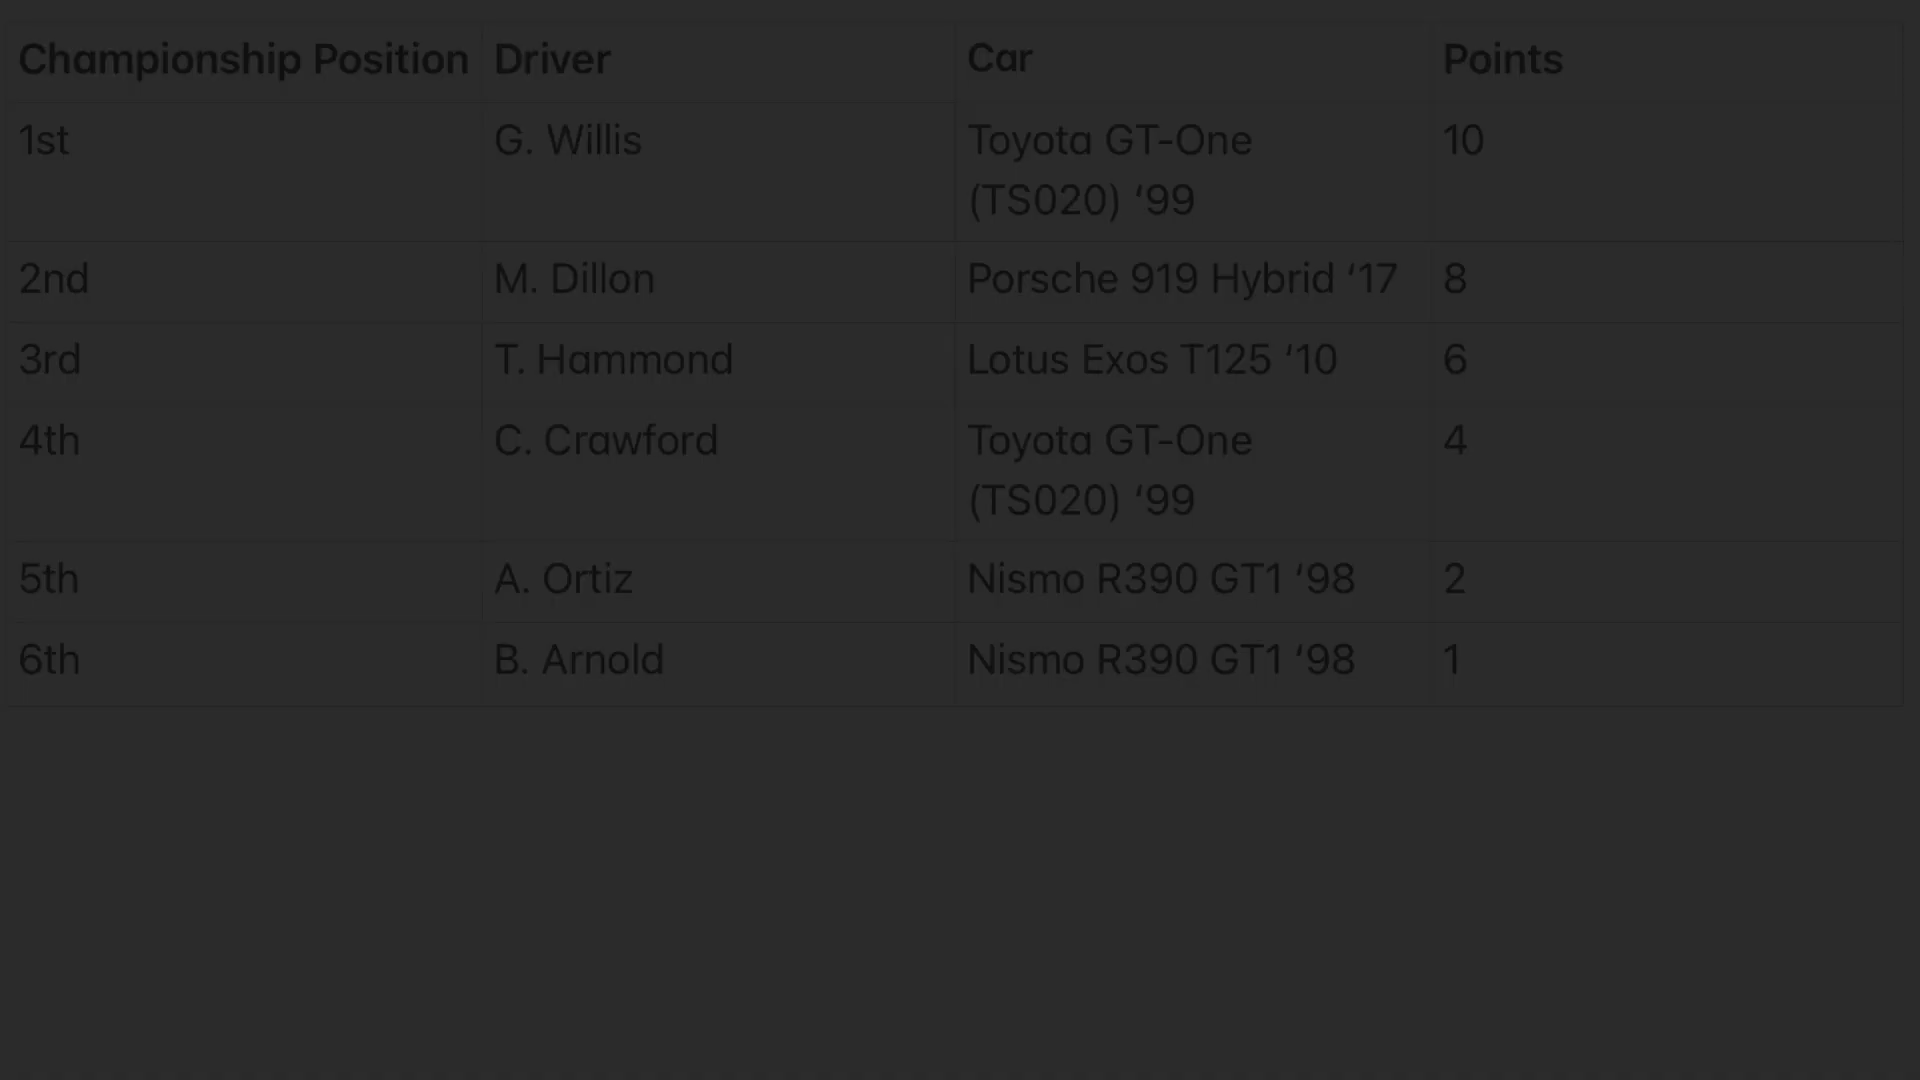 Championship Position Driver Car Points
1st G. Willis Toyota GT-One 10
(TS020) ‘99
2nd M. Dillon Porsche 919 Hybrid ‘17 8
3rd T. Hammond Lotus Exos T125 ‘10 6
4th C. Crawford Toyota GT-One 4
(TS020) ‘99
5th A. Ortiz Nismo R390 GT1 ‘98 2
6th B. Arnold Nismo R390 GT1 ‘98 1